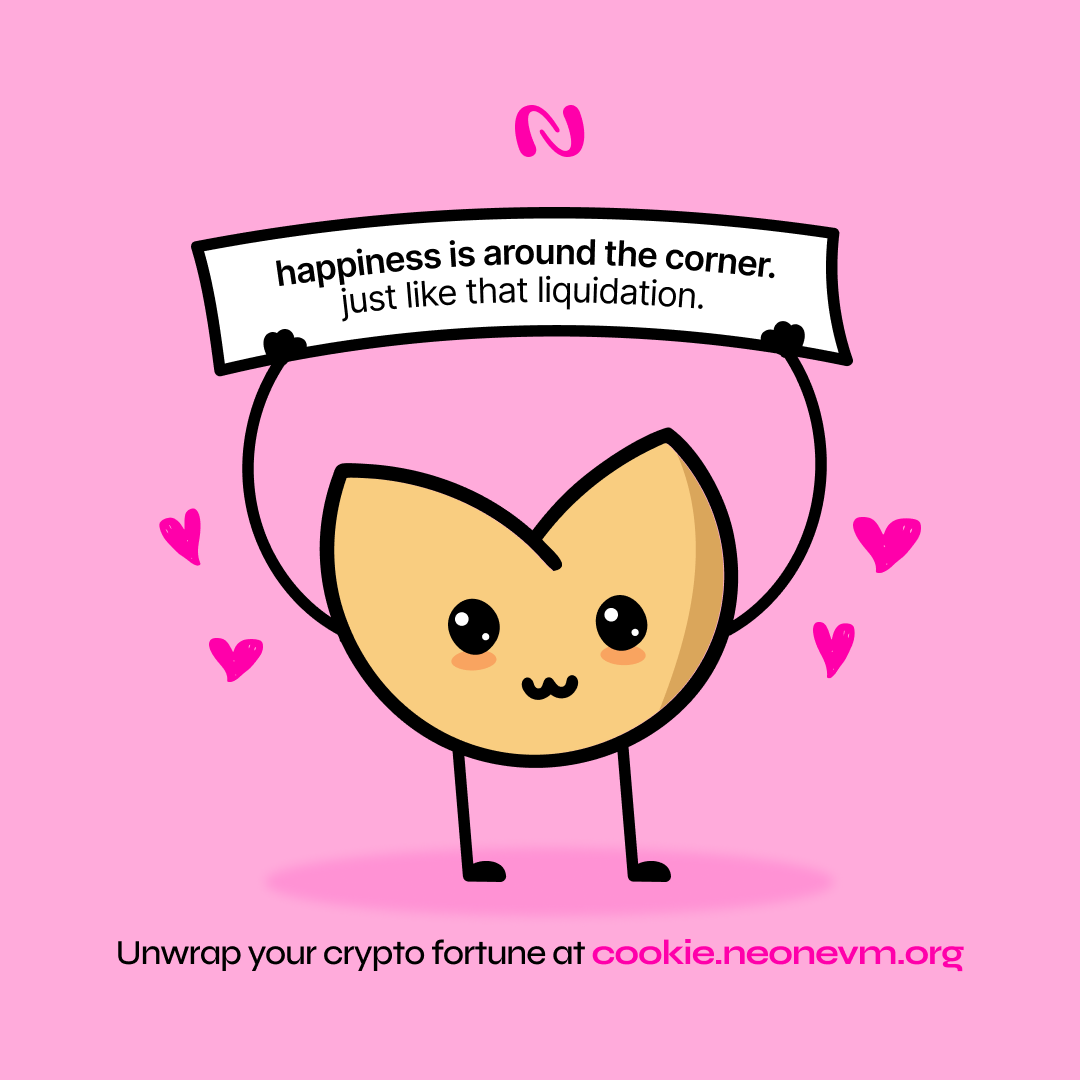 happiness is around the corner.
just like that liquidation.
Unwrap your crypto fortune at cookie.neonevm.org